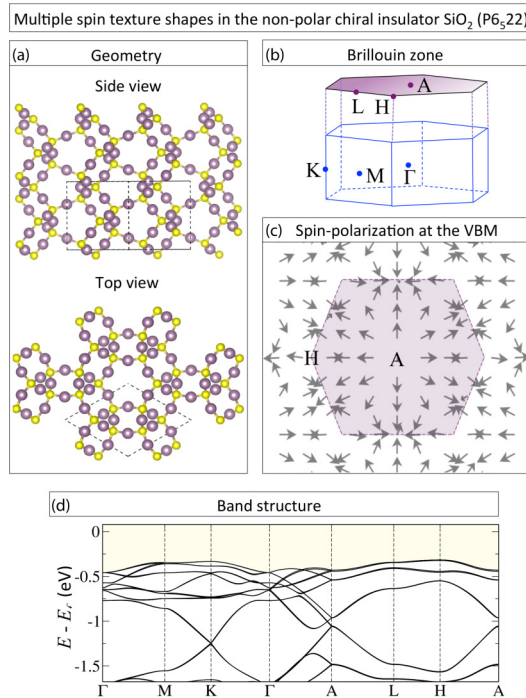 Multiple spin texture shapes in the non-polar chiral insulator SiO₂ (P6₅22)
(a) Geometry
Side view
Top view
(b) Brillouin zone
A
L
H
K
M
Γ
(c) Spin-polarization at the VBM
H
A
(d) Band structure
E - E_F (eV)
0
-0.5
-1
-1.5
Γ M K Γ A L H A